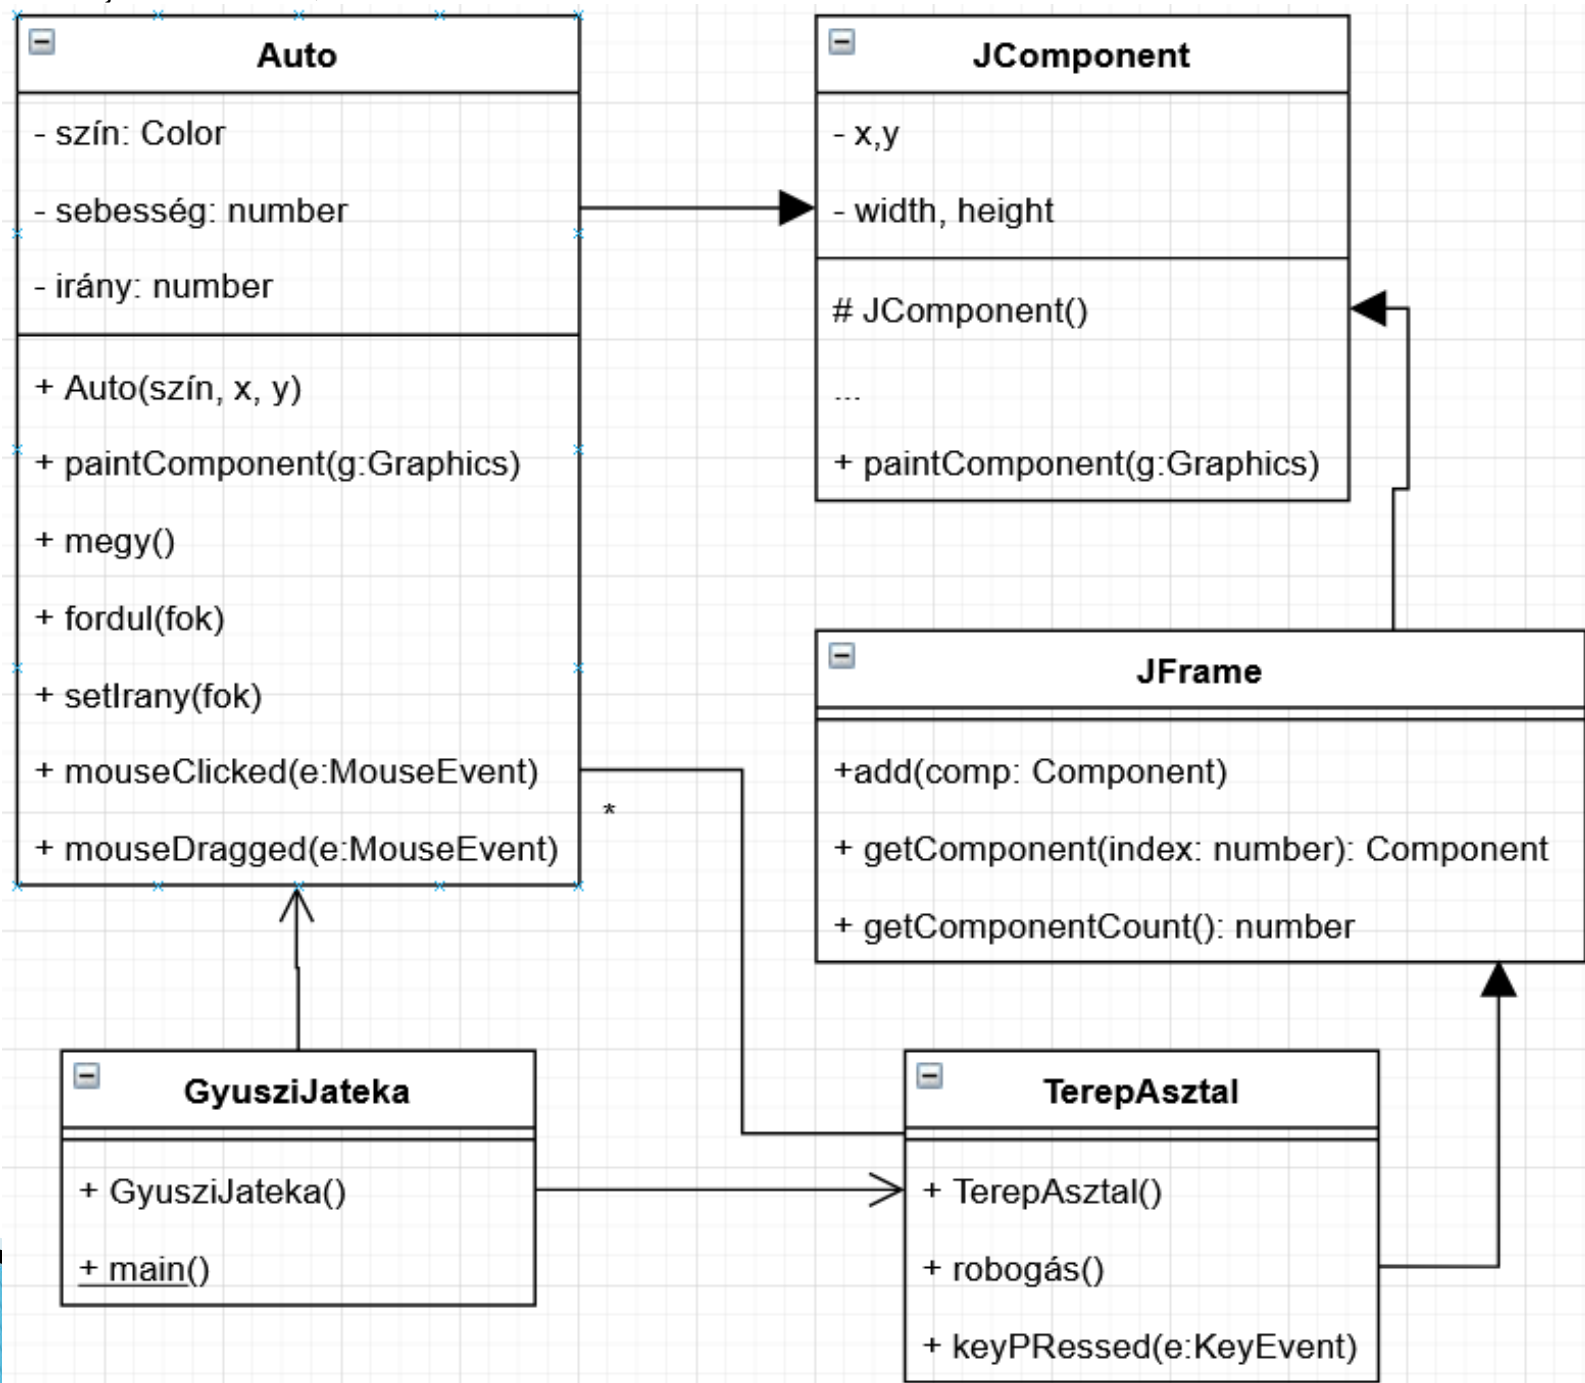 Auto
- szín: Color
- sebesség: number
- irány: number
+ Auto(szín, x, y)
+ paintComponent(g:Graphics)
+ megy()
+ fordul(fok)
+ setIrany(fok)
+ mouseClicked(e:MouseEvent)
+ mouseDragged(e:MouseEvent)
*
JComponent
- x,y
- width, height
# JComponent()
...
+ paintComponent(g:Graphics)
JFrame
+add(comp: Component)
+ getComponent(index: number): Component
+ getComponentCount(): number
GyusziJateka
+ GyusziJateka()
+ main()
TerepAsztal
+ TerepAsztal()
+ robogás()
+ keyPRessed(e:KeyEvent)